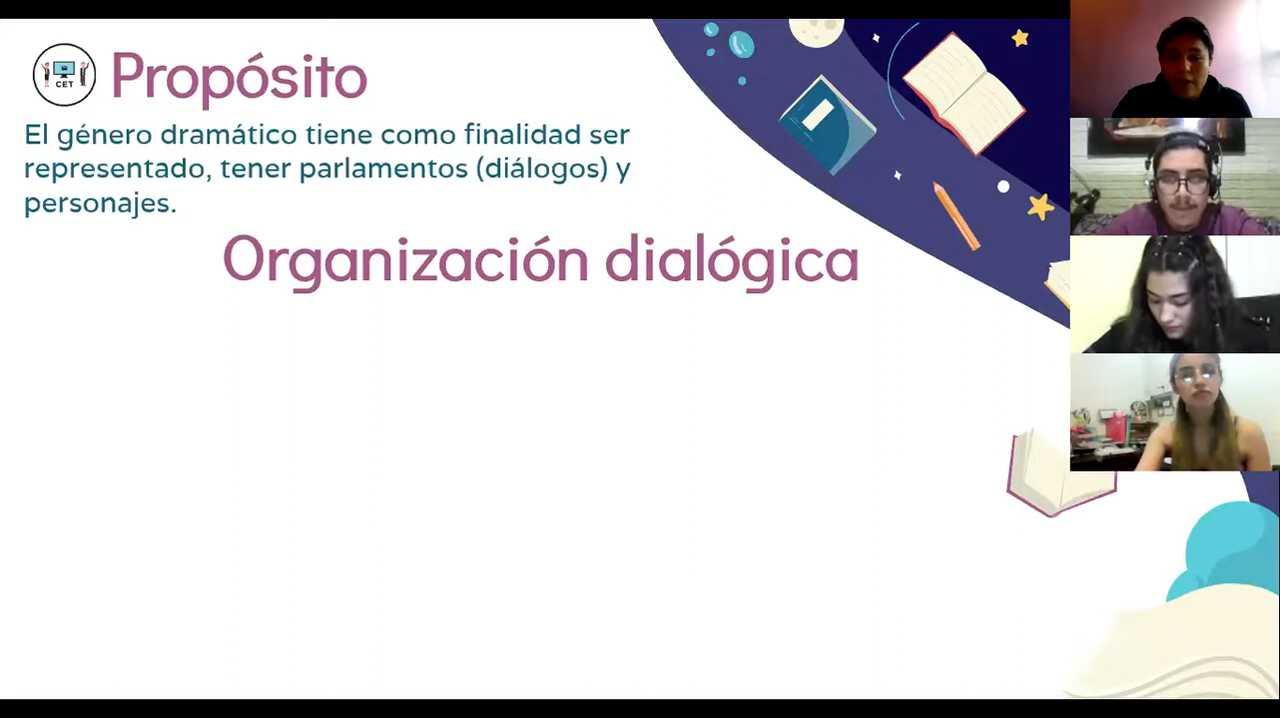 CET
Propósito
El género dramático tiene como finalidad ser
representado, tener parlamentos (diálogos) y
personajes.
Organización dialógica